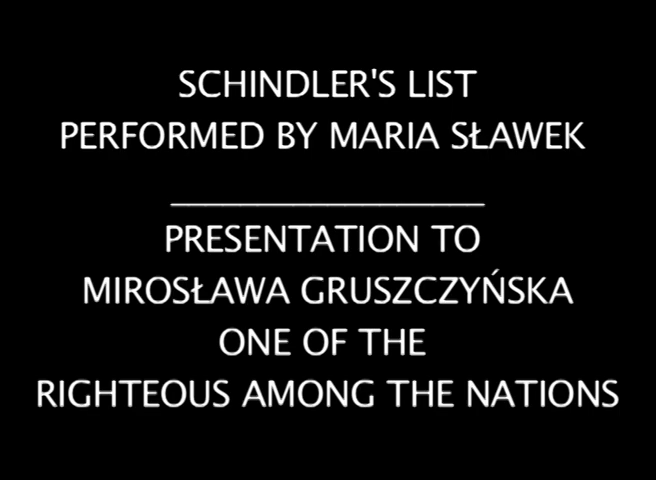 SCHINDLER'S LIST
PERFORMED BY MARIA SŁAWEK
PRESENTATION TO
MIROSŁAWA GRUSZCZYŃSKA
ONE OF THE
RIGHTEOUS AMONG THE NATIONS